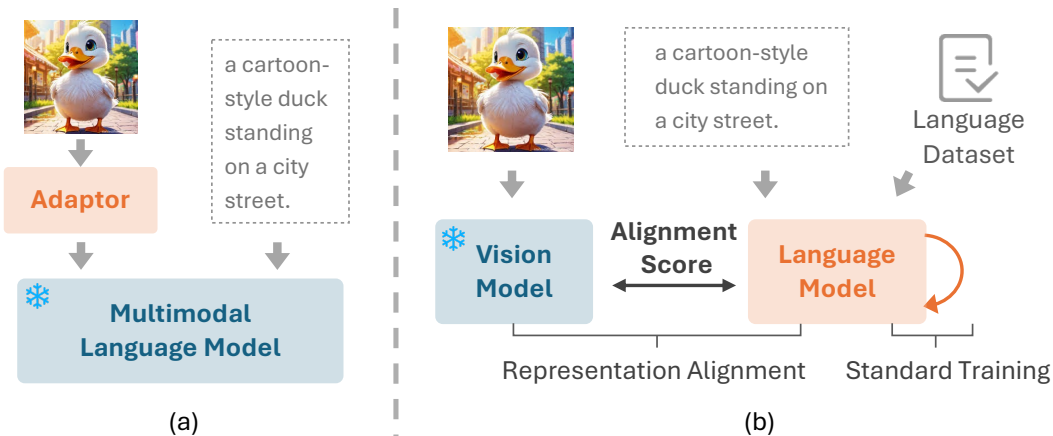 a cartoon-
style duck
standing
on a city
street.
Adaptor
Multimodal
Language Model
(a)
a cartoon-style
duck standing on
a city street.
Language
Dataset
Vision
Model
Alignment
Score
Language
Model
Representation Alignment
Standard Training
(b)